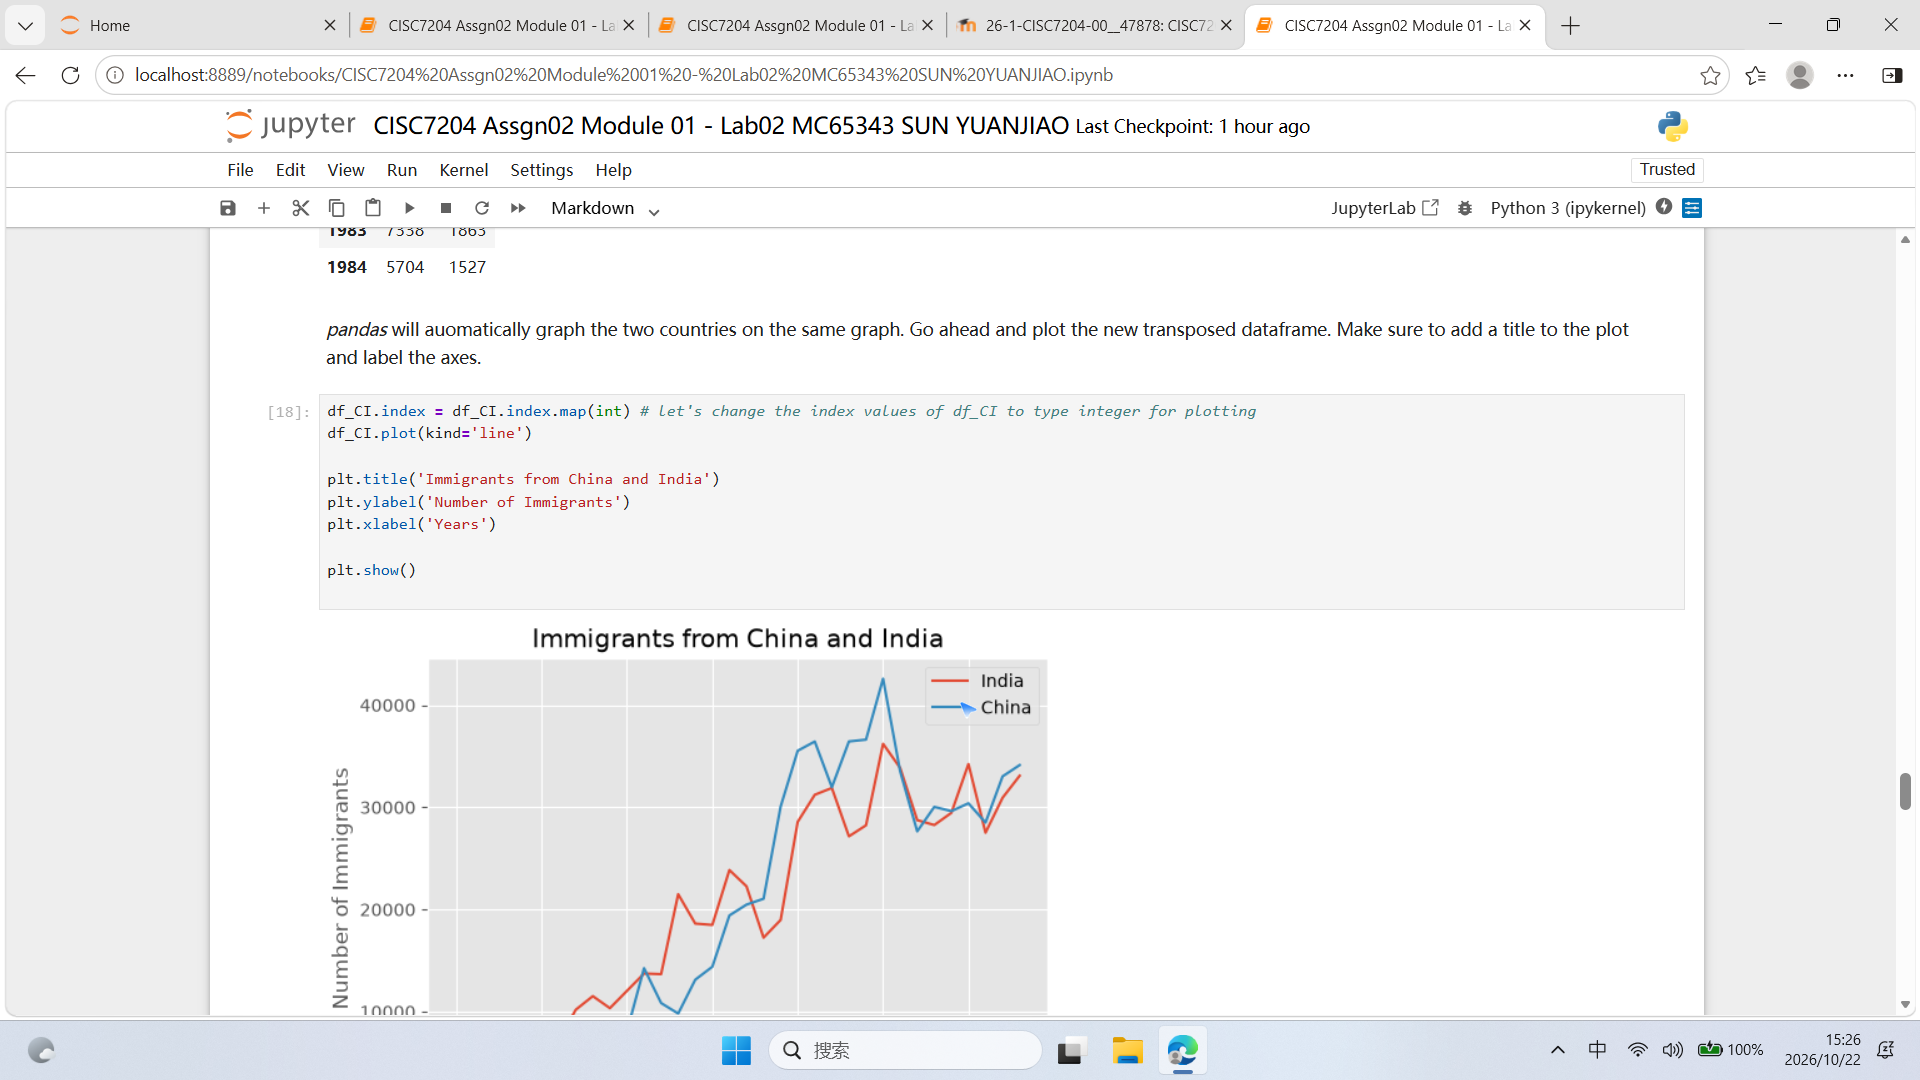 Home
CISC7204 Assgn02 Module 01 - La
CISC7204 Assgn02 Module 01 - La
26-1-CISC7204-00__47878: CISC72
CISC7204 Assgn02 Module 01 - La
localhost:8889/notebooks/CISC7204%20Assgn02%20Module%2001%20-%20Lab02%20MC65343%20SUN%20YUANJIAO.ipynb
jupyter CISC7204 Assgn02 Module 01 - Lab02 MC65343 SUN YUANJIAO Last Checkpoint: 1 hour ago
File Edit View Run Kernel Settings Help Trusted
Markdown JupyterLab Python 3 (ipykernel)
1983 7338 1863
1984 5704 1527
pandas will auomatically graph the two countries on the same graph. Go ahead and plot the new transposed dataframe. Make sure to add a title to the plot
and label the axes.
[18]: df_CI.index = df_CI.index.map(int) # let's change the index values of df_CI to type integer for plotting
df_CI.plot(kind='line')
plt.title('Immigrants from China and India')
plt.ylabel('Number of Immigrants')
plt.xlabel('Years')
plt.show()
Immigrants from China and India
India
China
40000
30000
20000
10000
Number of Immigrants
搜索
中
100%
15:26
2026/10/22